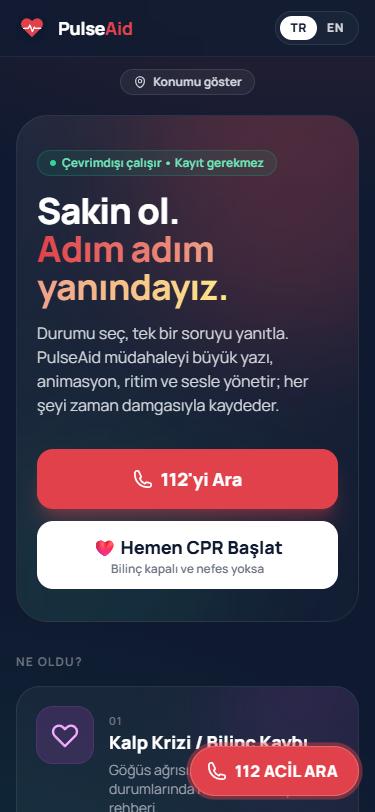 PulseAid
TR EN
Konumu göster
Çevrimdışı çalışır • Kayıt gerekmez
Sakin ol.
Adım adım
yanındayız.
Durumu seç, tek bir soruyu yanıtla.
PulseAid müdahaleyi büyük yazı,
animasyon, ritim ve sesle yönetir; her
şeyi zaman damgasıyla kaydeder.
112'yi Ara
Hemen CPR Başlat
Bilinç kapalı ve nefes yoksa
NE OLDU?
01
Kalp Krizi / Bilinç Kaybı
Göğüs ağrısı
112 ACİL ARA
durumlarında
rehberi.